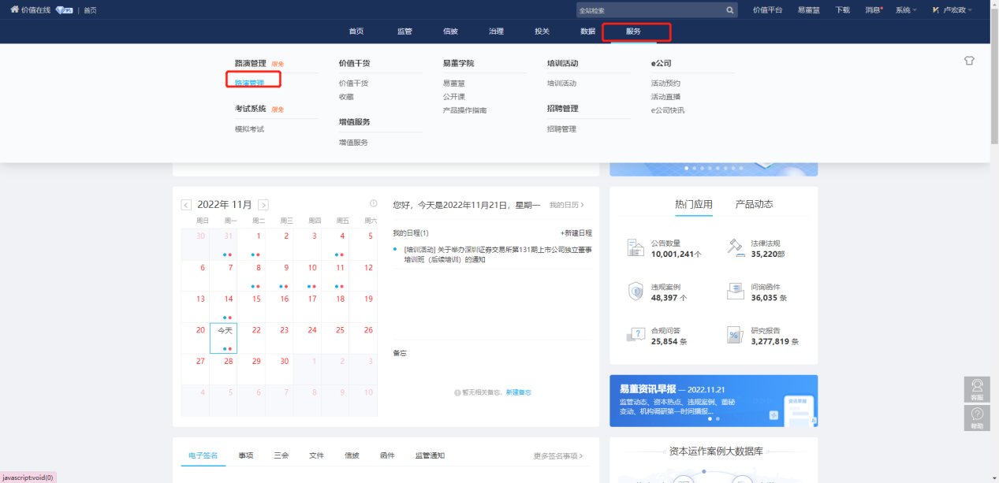 价值在线 | 首页
全站检索
价值平台 易董慧 下载 消息 系统 卢宏政
首页 监管 信披 治理 投关 数据 服务
路演管理 限免
路演管理
考试系统 限免
模拟考试
价值干货
价值干货
收藏
增值服务
增值服务
易董学院
易董慧
公开课
产品操作指南
培训活动
培训活动
招聘管理
招聘管理
e公司
活动预约
活动直播
e公司快讯
< 2022年 11月 >
周日 周一 周二 周三 周四 周五 周六
30 31 1 2 3 4 5
6 7 8 9 10 11 12
13 14 15 16 17 18 19
20 今天 22 23 24 25 26
27 28 29 30 1 2 3
4 5 6 7 8 9 10
您好，今天是2022年11月21日，星期一 我的日历 >
我的日程(1) +新建日程
[培训活动] 关于举办深圳证券交易所第131期上市公司独立董事
培训班（后续培训）的通知
备忘
暂无相关备忘，新建备忘
热门应用 产品动态
公告数量
10,001,241个
法律法规
35,220部
违规案例
48,397 个
问询函件
36,035 条
合规问答
25,854 条
研究报告
3,277,819 条
易董资讯早报 — 2022.11.21
监管动态、资本热点、违规案例、董秘
变动、机构调研第一时间播报...
资讯早报
客服
帮助
电子签名 事项 三会 文件 信披 函件 监管通知 更多签名事项 >
资本运作案例大数据库
javascript:void(0)